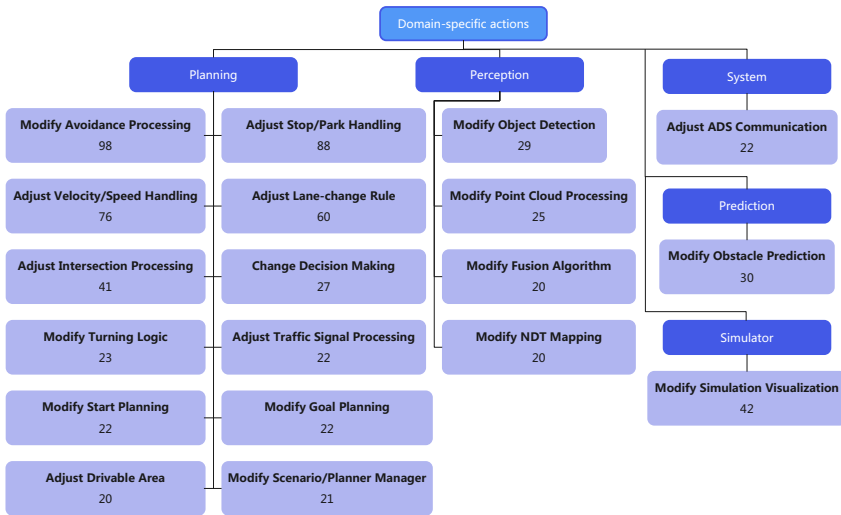 Domain-specific actions
Planning
Modify Avoidance Processing
98
Adjust Stop/Park Handling
88
Adjust Velocity/Speed Handling
76
Adjust Lane-change Rule
60
Adjust Intersection Processing
41
Change Decision Making
27
Modify Turning Logic
23
Adjust Traffic Signal Processing
22
Modify Start Planning
22
Modify Goal Planning
22
Adjust Drivable Area
20
Modify Scenario/Planner Manager
21
Perception
Modify Object Detection
29
Modify Point Cloud Processing
25
Modify Fusion Algorithm
20
Modify NDT Mapping
20
System
Adjust ADS Communication
22
Prediction
Modify Obstacle Prediction
30
Simulator
Modify Simulation Visualization
42